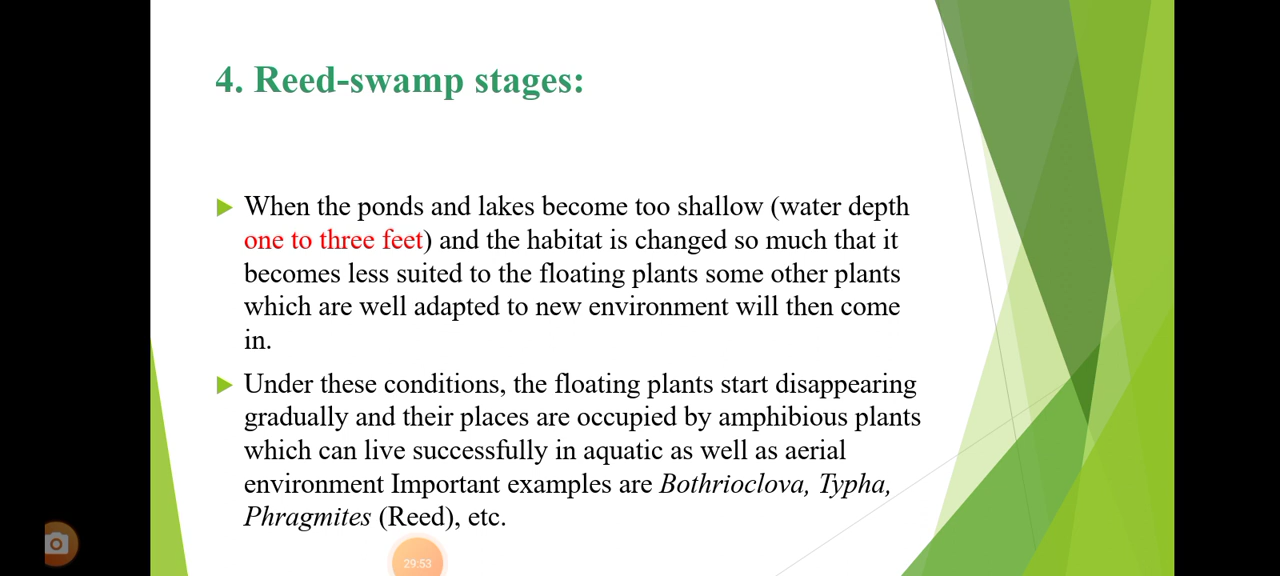 4. Reed-swamp stages:
When the ponds and lakes become too shallow (water depth
one to three feet) and the habitat is changed so much that it
becomes less suited to the floating plants some other plants
which are well adapted to new environment will then come
in.
Under these conditions, the floating plants start disappearing
gradually and their places are occupied by amphibious plants
which can live successfully in aquatic as well as aerial
environment Important examples are Bothrioclova, Typha,
Phragmites (Reed), etc.
29:53